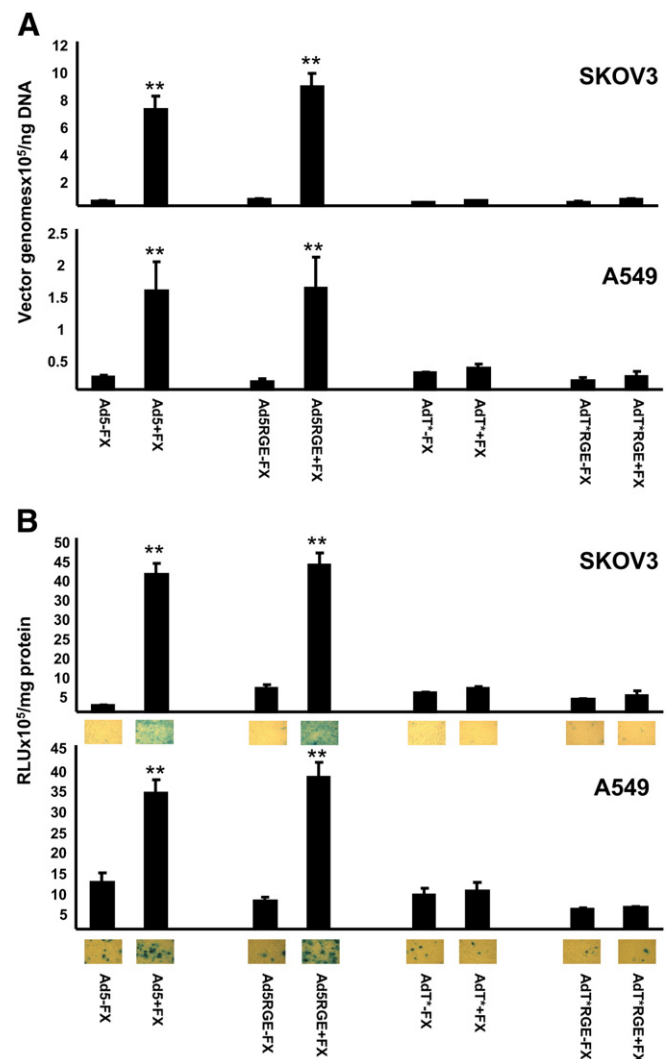 A
Vector genomesx10⁵/ng DNA
12
10
8
6
4
2
**
**
SKOV3
2.5
2
1.5
1
0.5
**
**
A549
Ad5-FX
Ad5+FX
Ad5RGE-FX
Ad5RGE+FX
AdT*-FX
AdT*+FX
AdT*RGE-FX
AdT*RGE+FX
B
RLUx10⁵/mg protein
50
45
40
30
30
25
20
10
10
5
**
**
SKOV3
45
40
35
30
25
20
15
10
5
**
**
A549
Ad5-FX
Ad5+FX
Ad5RGE-FX
Ad5RGE+FX
AdT*-FX
AdT*+FX
AdT*RGE-FX
AdT*RGE+FX